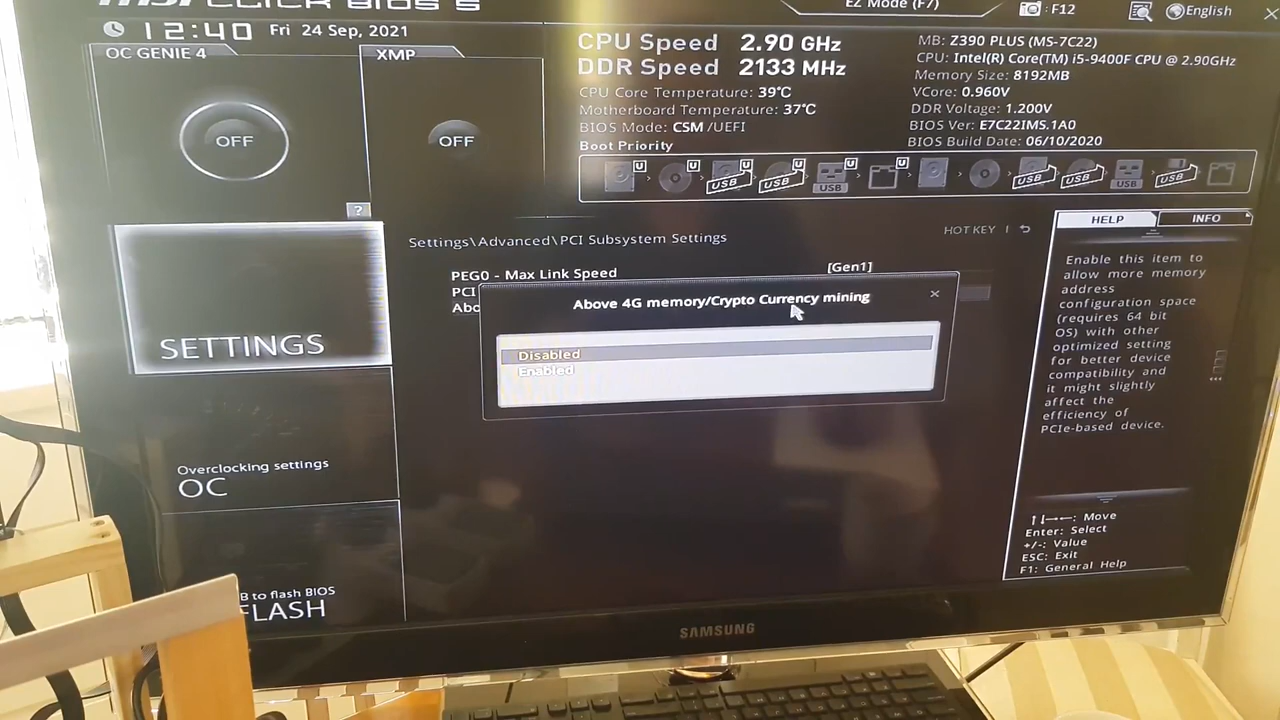 msi CLICK BIOS 5
EZ Mode (F7)
: F12
English
X
12:40 Fri 24 Sep, 2021
OC GENIE 4
XMP
OFF
OFF
CPU Speed 2.90 GHz
DDR Speed 2133 MHz
CPU Core Temperature: 39℃
Motherboard Temperature: 37℃
BIOS Mode: CSM /UEFI
Boot Priority
MB: Z390 PLUS (MS-7C22)
CPU: Intel(R) Core(TM) i5-9400F CPU @ 2.90GHz
Memory Size: 8192MB
VCore: 0.960V
DDR Voltage: 1.200V
BIOS Ver: E7C22IMS.1A0
BIOS Build Date: 06/10/2020
U U U U U U
USB USB USB USB USB USB USB
?
Settings\Advanced\PCI Subsystem Settings
HOT KEY
PEG0 - Max Link Speed [Gen1]
PCI
Abo
Above 4G memory/Crypto Currency mining
Disabled
Enabled
SETTINGS
Overclocking settings
OC
B to flash BIOS
FLASH
HELP
INFO
Enable this item to
allow more memory
address
configuration space
(requires 64 bit
OS) with other
optimized setting
for better device
compatibility and
it might slightly
affect the
efficiency of
PCIe-based device.
↑↓→←: Move
Enter: Select
+/-: Value
ESC: Exit
F1: General Help
SAMSUNG